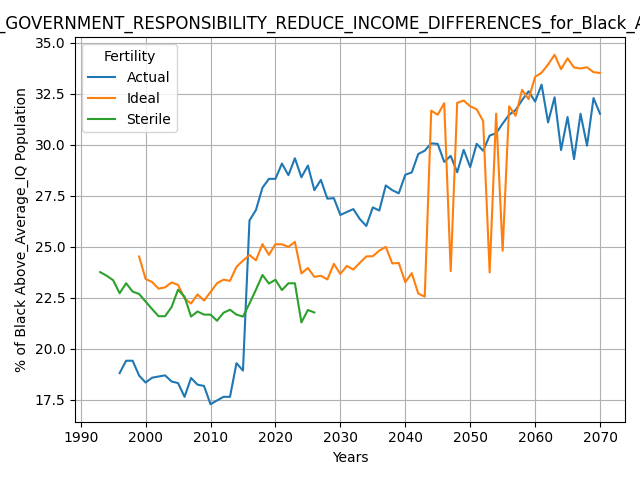 _GOVERNMENT_RESPONSIBILITY_REDUCE_INCOME_DIFFERENCES_for_Black_A
35.0
32.5
30.0
27.5
25.0
22.5
20.0
17.5
% of Black Above_Average_IQ Population
Fertility
Actual
Ideal
Sterile
1990 2000 2010 2020 2030 2040 2050 2060 2070
Years